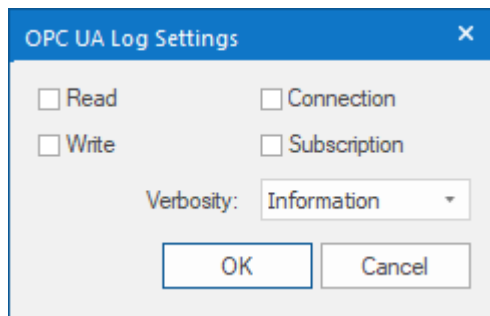 OPC UA Log Settings
Read
Connection
Write
Subscription
Verbosity: Information
OK
Cancel